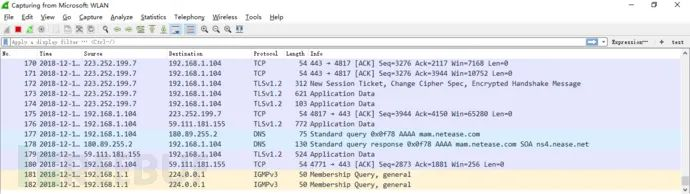 Capturing from Microsoft: WLAN
File Edit View Go Capture Analyze Statistics Telephony Wireless Tools Help
Apply a display filter ... <Ctrl-/> Expression… + test
No. Time Source Destination Protocol Length Info
170 2018-12-1… 223.252.199.7 192.168.1.104 TCP 54 443 → 4817 [ACK] Seq=3276 Ack=2117 Win=7168 Len=0
171 2018-12-1… 223.252.199.7 192.168.1.104 TCP 54 443 → 4817 [ACK] Seq=3276 Ack=3944 Win=10752 Len=0
172 2018-12-1… 223.252.199.7 192.168.1.104 TLSv1.2 312 New Session Ticket, Change Cipher Spec, Encrypted Handshake Message
173 2018-12-1… 223.252.199.7 192.168.1.104 TLSv1.2 621 Application Data
174 2018-12-1… 223.252.199.7 192.168.1.104 TLSv1.2 103 Application Data
175 2018-12-1… 192.168.1.104 223.252.199.7 TCP 54 4817 → 443 [ACK] Seq=3944 Ack=4150 Win=65280 Len=0
176 2018-12-1… 192.168.1.104 59.111.181.155 TLSv1.2 772 Application Data
177 2018-12-1… 192.168.1.104 180.89.255.2 DNS 75 Standard query 0x0f78 AAAA mam.netease.com
178 2018-12-1… 180.89.255.2 192.168.1.104 DNS 130 Standard query response 0x0f78 AAAA mam.netease.com SOA ns4.nease.net
179 2018-12-1… 59.111.181.155 192.168.1.104 TLSv1.2 524 Application Data
180 2018-12-1… 192.168.1.104 59.111.181.155 TCP 54 4771 → 443 [ACK] Seq=2873 Ack=1881 Win=256 Len=0
181 2018-12-1… 192.168.1.1 224.0.0.1 IGMPv3 50 Membership Query, general
182 2018-12-1… 192.168.1.1 224.0.0.1 IGMPv3 50 Membership Query, general